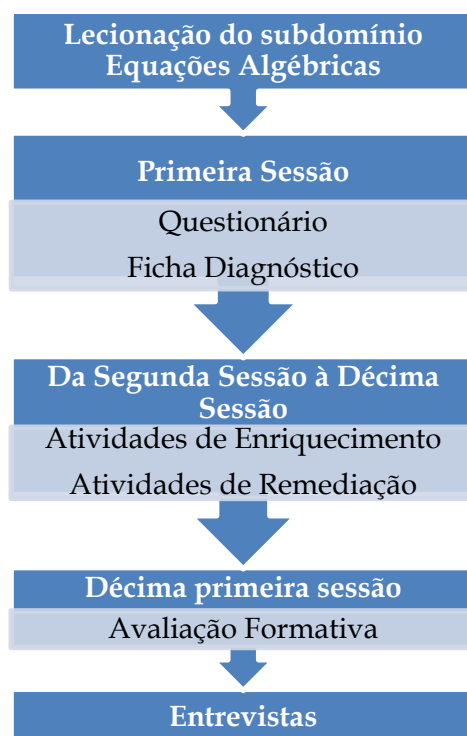 Lecionação do subdomínio
Equações Algébricas
Primeira Sessão
Questionário
Ficha Diagnóstico
Da Segunda Sessão à Décima
Sessão
Atividades de Enriquecimento
Atividades de Remediação
Décima primeira sessão
Avaliação Formativa
Entrevistas